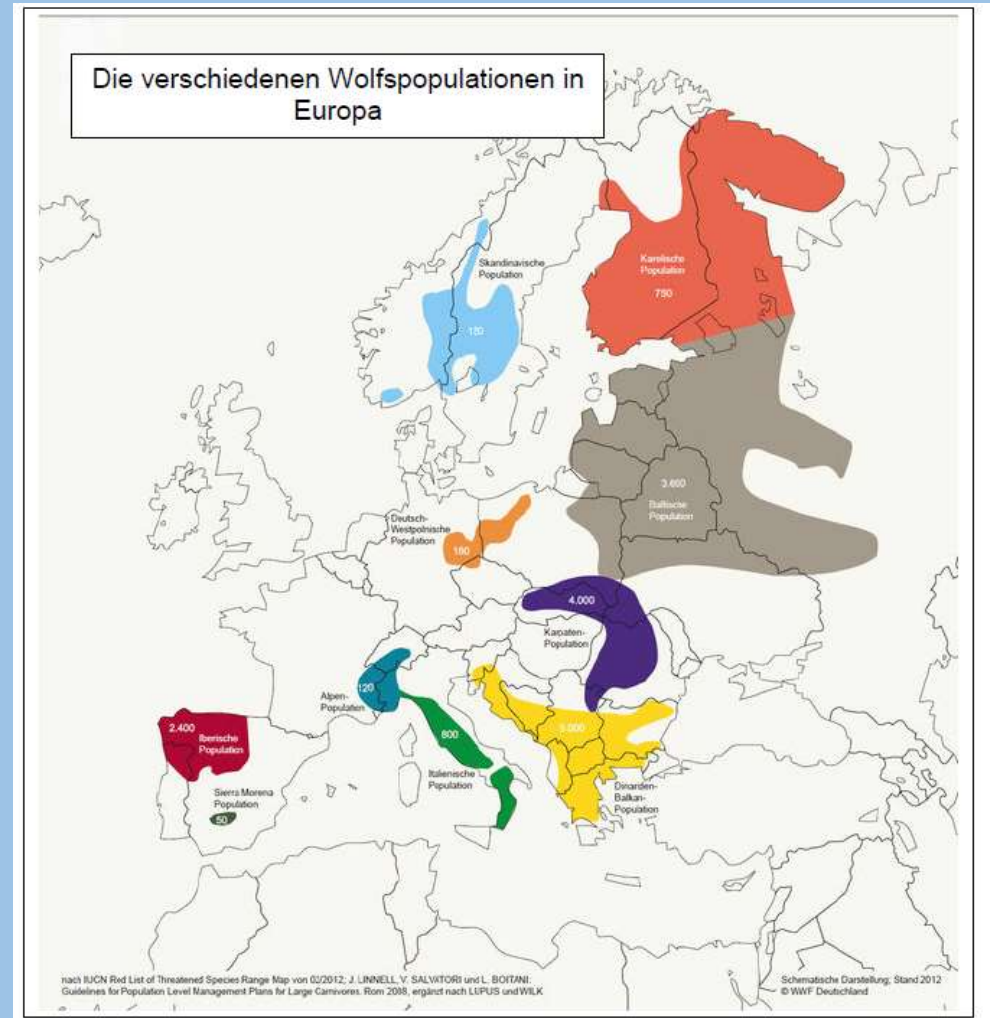 Die verschiedenen Wolfspopulationen in
Europa
Skandinavische
Population
Karelische
Population
750
3.600
Baltische
Population
Deutsch-
Westpolnische
Population
4.000
Karpaten-
Population
Alpen-
Population
120
2.400
Iberische
Population
800
Italienische
Population
Dinarden-
Balkan-
Population
Sierra Morena
Population
50
nach IUCN Red List of Threatened Species Range Map von 02/2012; J. LINNELL, V. SALVATORI und L. BOITANI:
Guidelines for Population Level Management Plans for Large Carnivores. Rom 2008, ergänzt nach LUPUS und WILK
Schematische Darstellung; Stand 2012
© WWF Deutschland